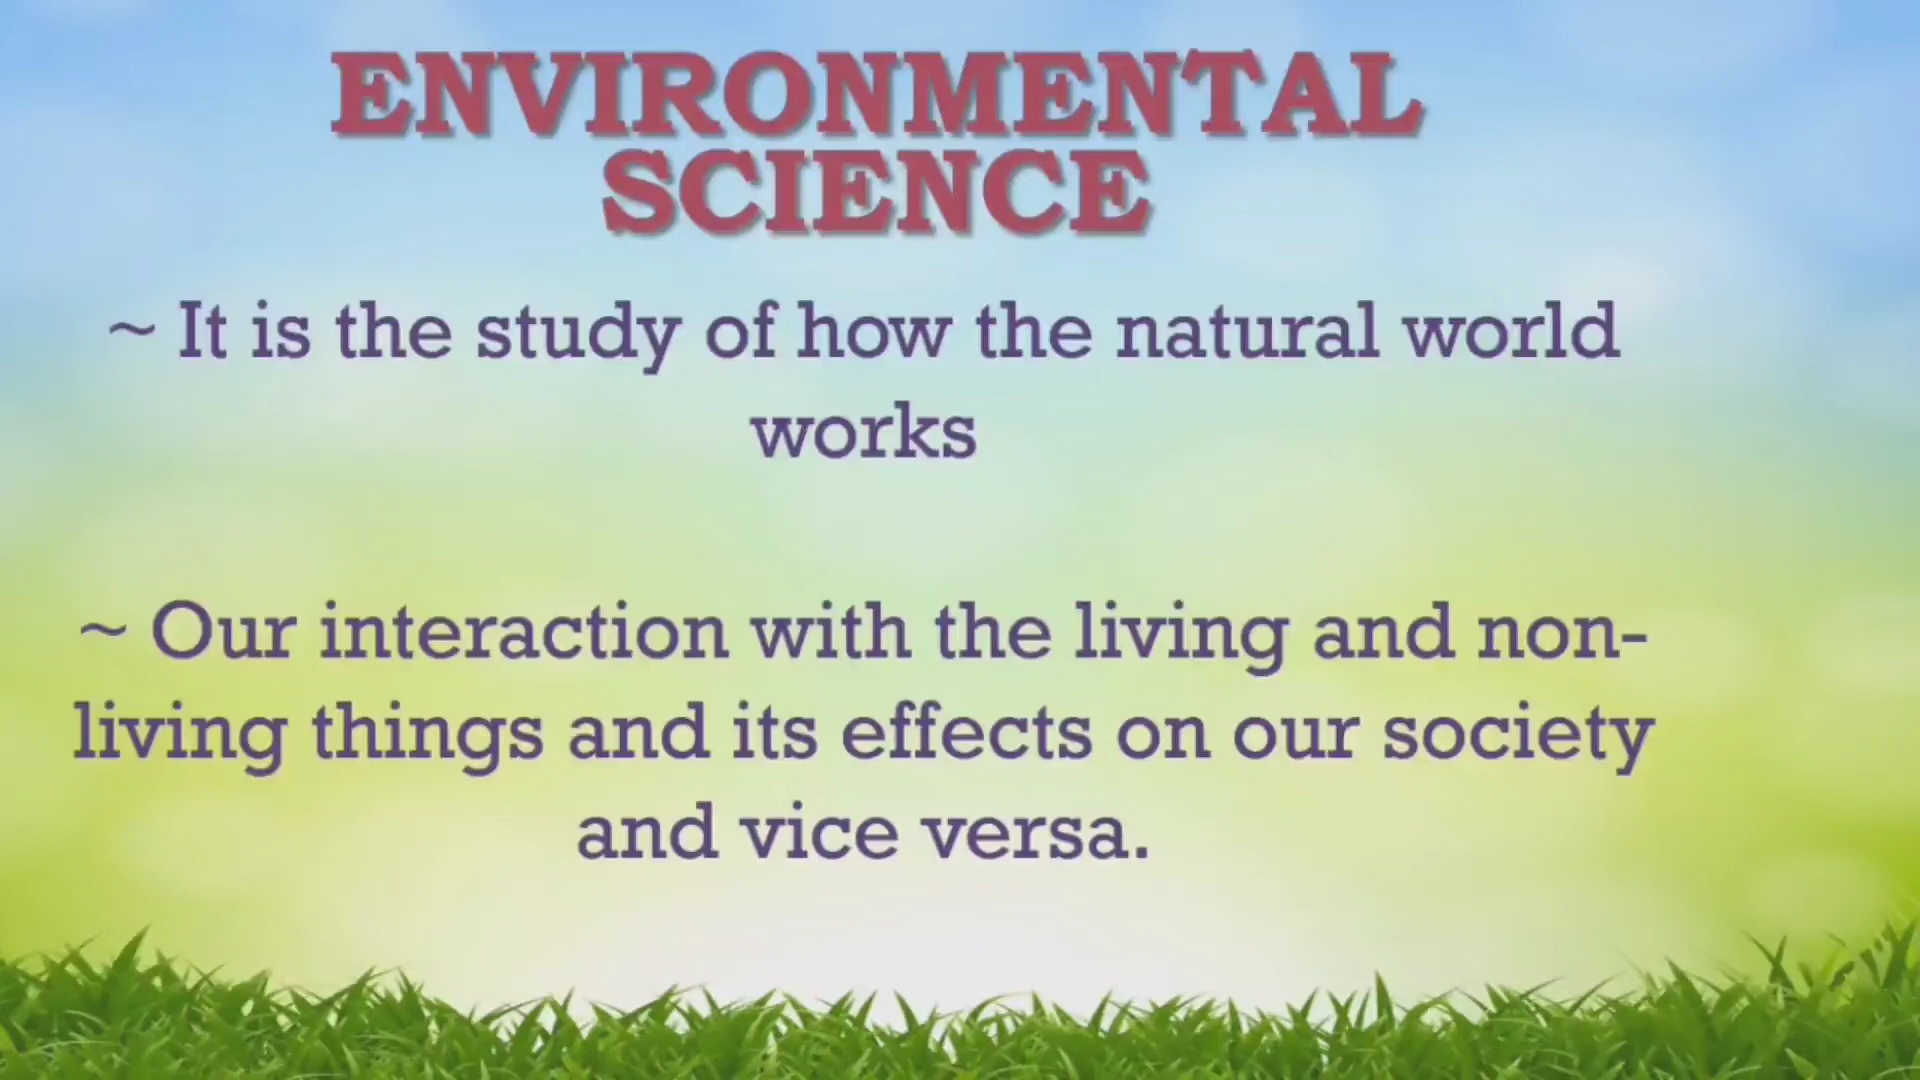 ENVIRONMENTAL
SCIENCE
~ It is the study of how the natural world
works
~ Our interaction with the living and non-
living things and its effects on our society
and vice versa.